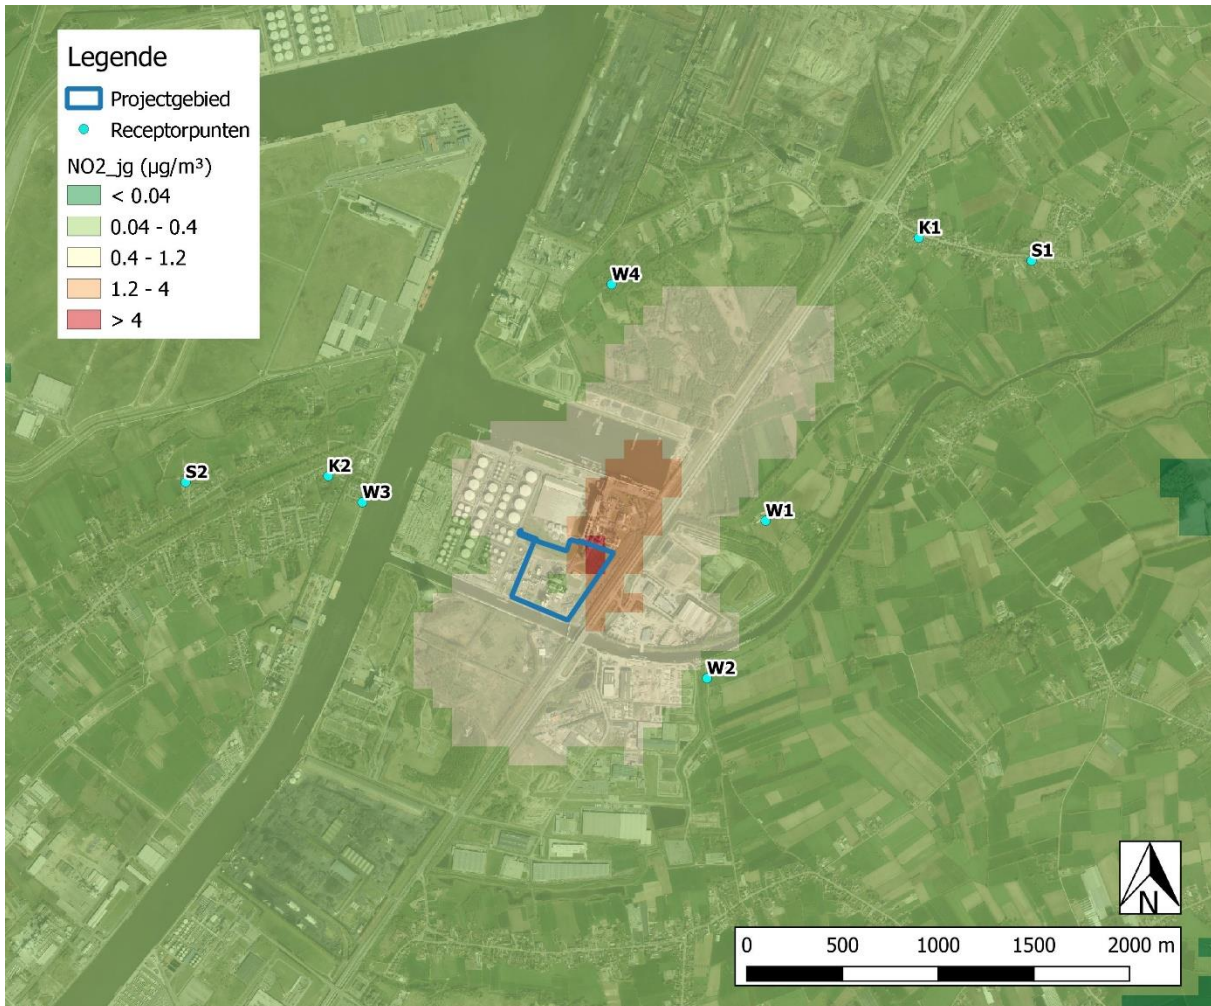 Legende
Projectgebied
Receptorpunten
NO2_jg (µg/m³)
< 0.04
0.04 - 0.4
0.4 - 1.2
1.2 - 4
> 4
K1
S1
W4
S2
K2
W3
W1
W2
N
0 500 1000 1500 2000 m